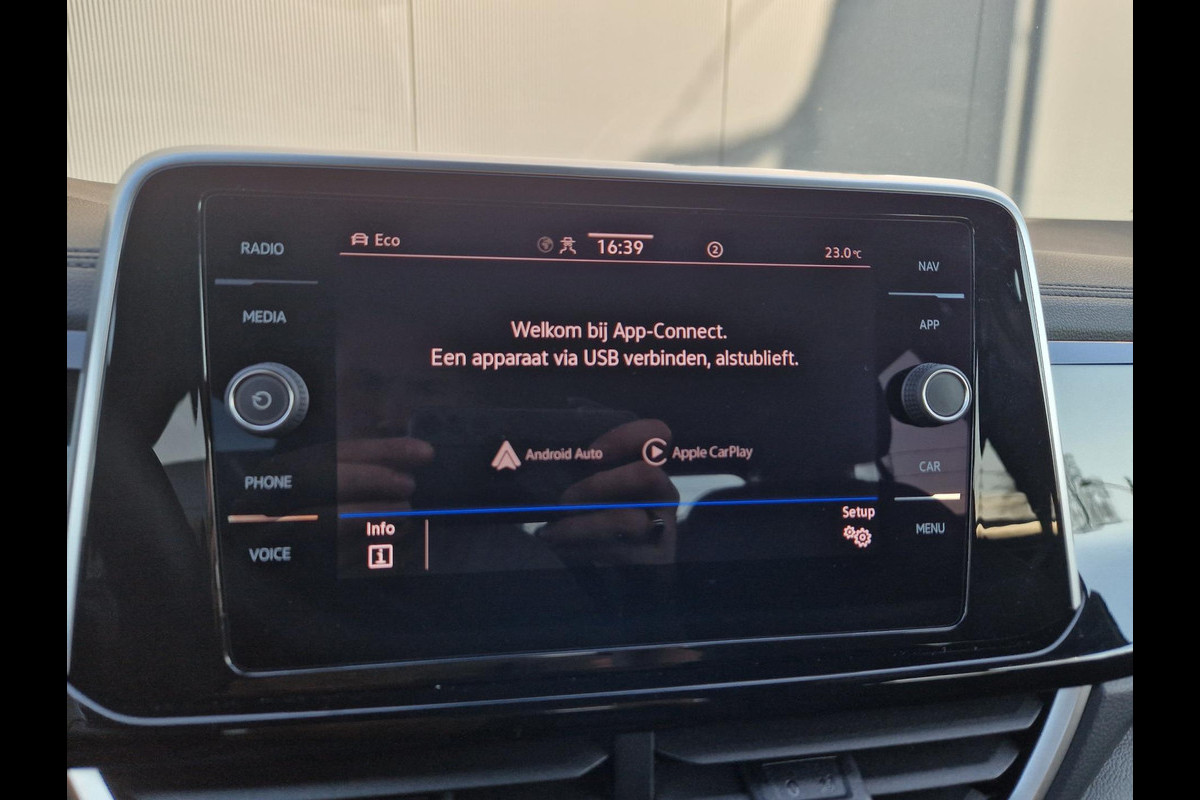 RADIO
MEDIA
PHONE
VOICE
Eco
16:39
2
23.0°C
Welkom bij App-Connect.
Een apparaat via USB verbinden, alstublieft.
Android Auto
Apple CarPlay
Info
Setup
NAV
APP
CAR
MENU